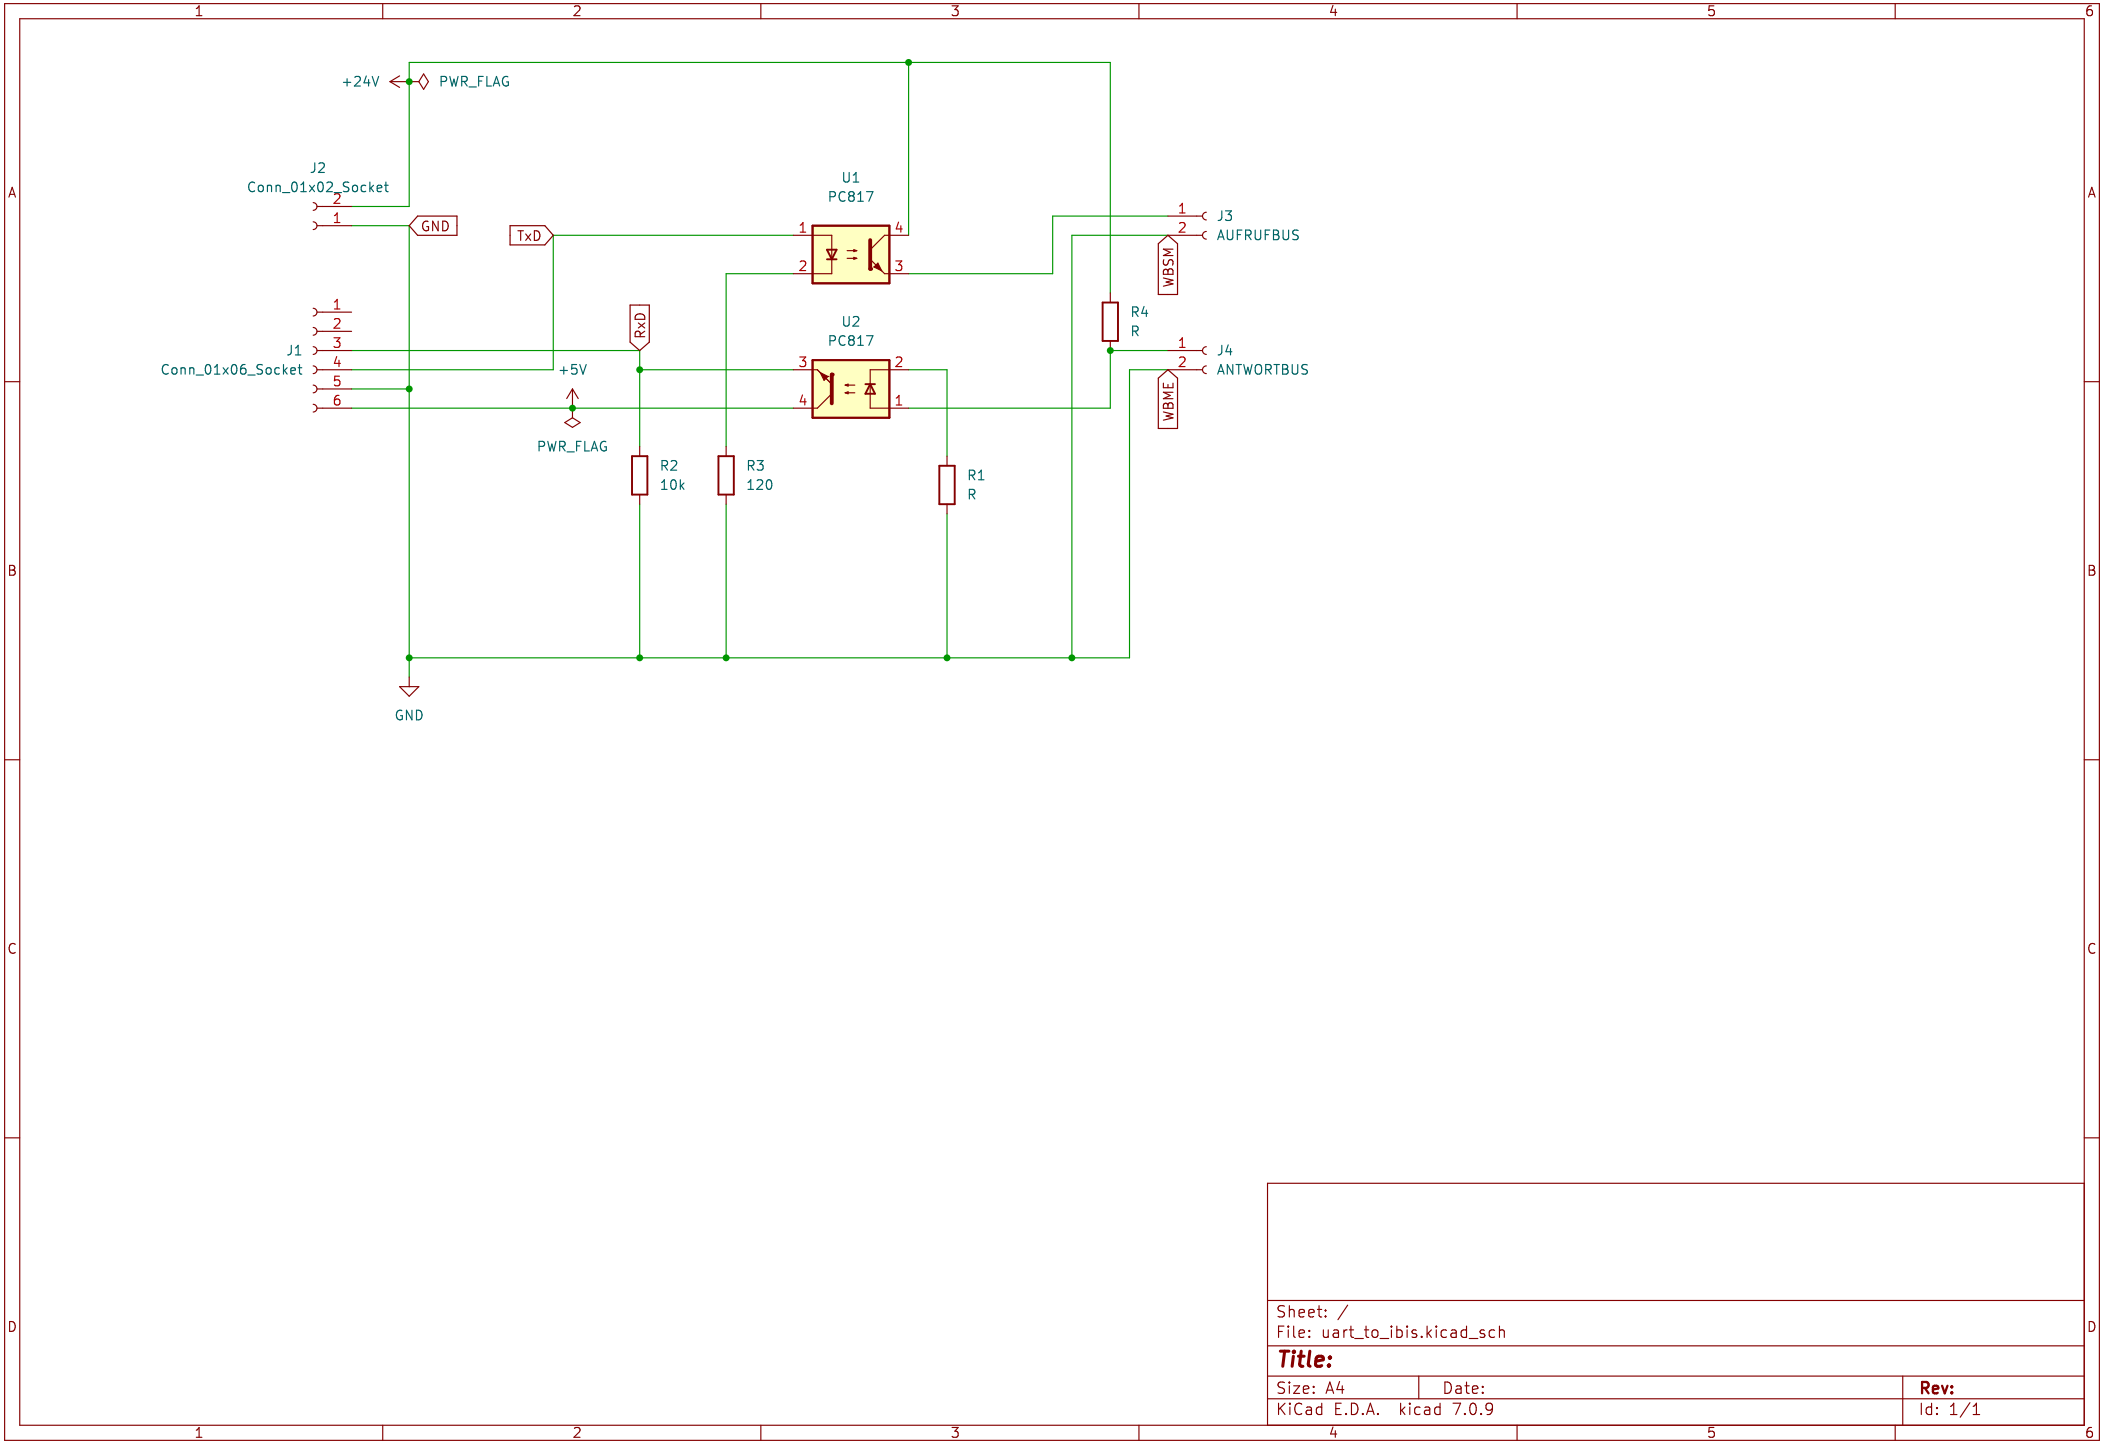 1 2 3 4 5 6
+24V PWR_FLAG
J2
Conn_01x02_Socket
2
1
GND
TxD
U1
PC817
1
2
4
3
1
2
J3
AUFRUFBUS
WBSM
A
A
1
2
3
4
5
6
J1
Conn_01x06_Socket
RxD
+5V
PWR_FLAG
U2
PC817
3
4
2
1
R4
R
1
2
J4
ANTWORTBUS
WBME
R2
10k
R3
120
R1
R
B
B
GND
C
C
D
D
Sheet: /
File: uart_to_ibis.kicad_sch
Title:
Size: A4 Date: Rev:
KiCad E.D.A. kicad 7.0.9 Id: 1/1
1 2 3 4 5 6